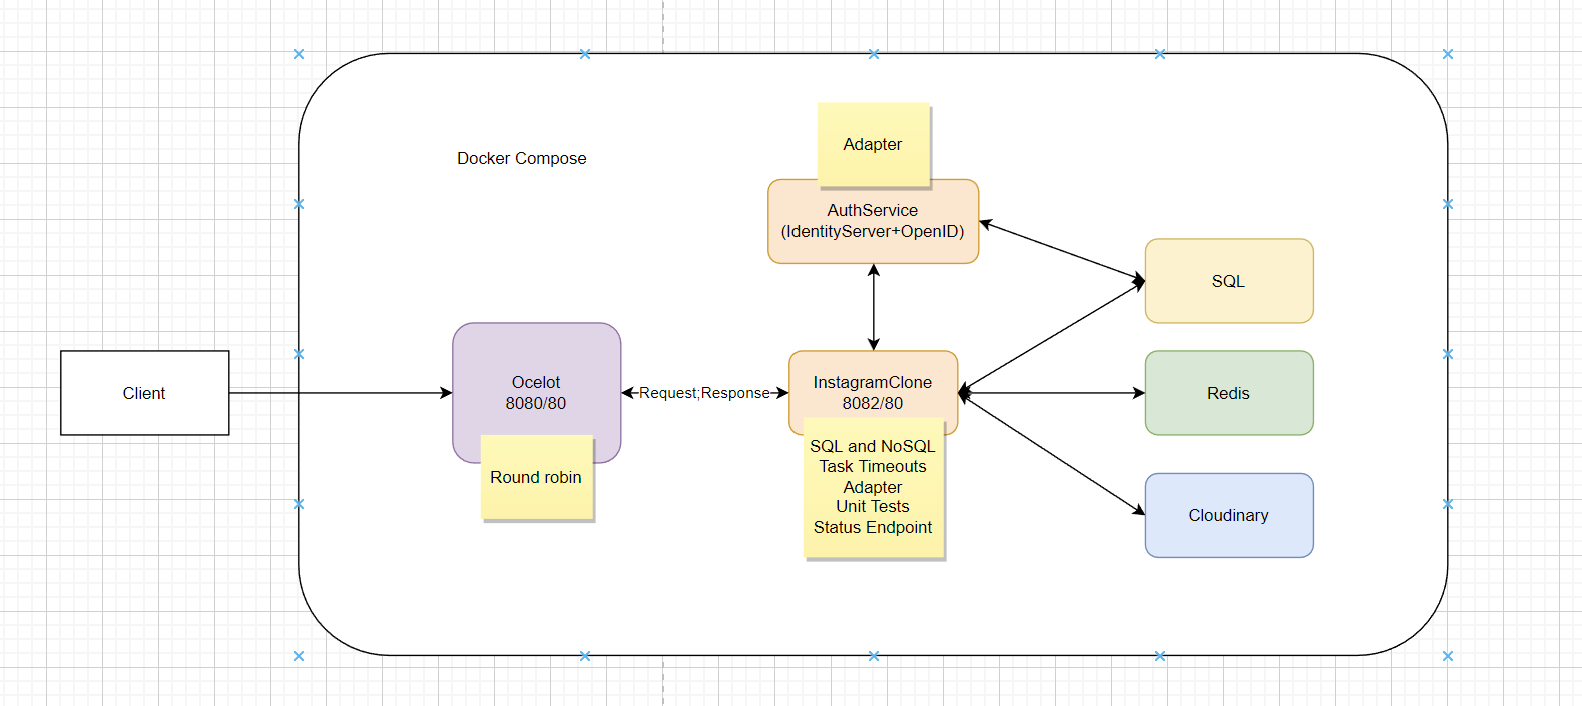 Docker Compose
Adapter
AuthService
(IdentityServer+OpenID)
SQL
Client
Ocelot
8080/80
Request;Response
InstagramClone
8082/80
Redis
Round robin
SQL and NoSQL
Task Timeouts
Adapter
Unit Tests
Status Endpoint
Cloudinary